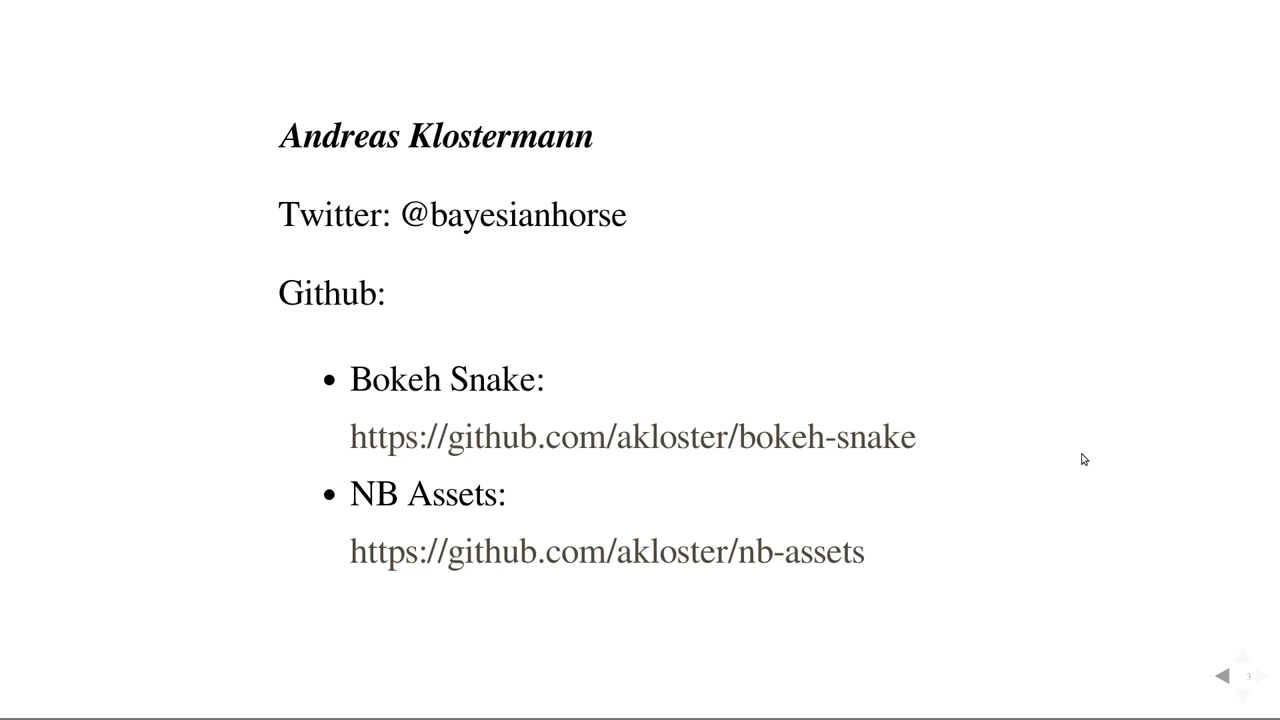 Andreas Klostermann
Twitter: @bayesianhorse
Github:
• Bokeh Snake:
https://github.com/akloster/bokeh-snake
• NB Assets:
https://github.com/akloster/nb-assets
3